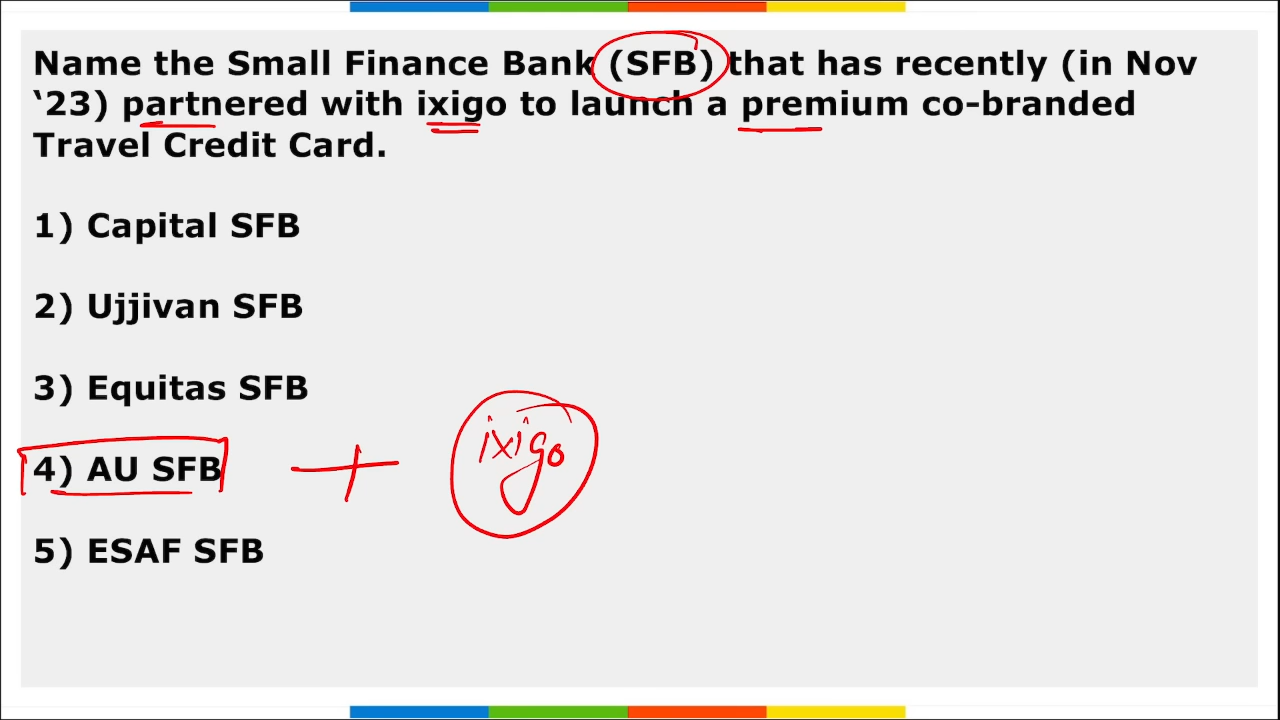 Name the Small Finance Bank (SFB) that has recently (in Nov
‘23) partnered with ixigo to launch a premium co-branded
Travel Credit Card.
1) Capital SFB
2) Ujjivan SFB
3) Equitas SFB
4) AU SFB + ixigo
5) ESAF SFB